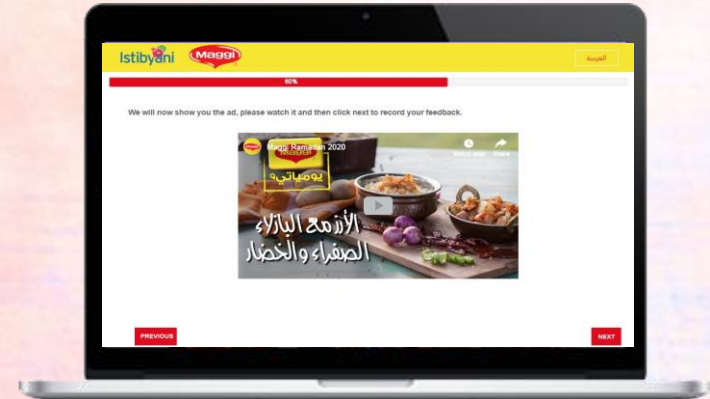 Istibyani Maggi العربية
60%
We will now show you the ad, please watch it and then click next to record your feedback.
Maggi Ramadan 2020
Watch later Share
Maggi
يومياتي
الأرز مع البازلاء
الصفراء والخضار
PREVIOUS NEXT